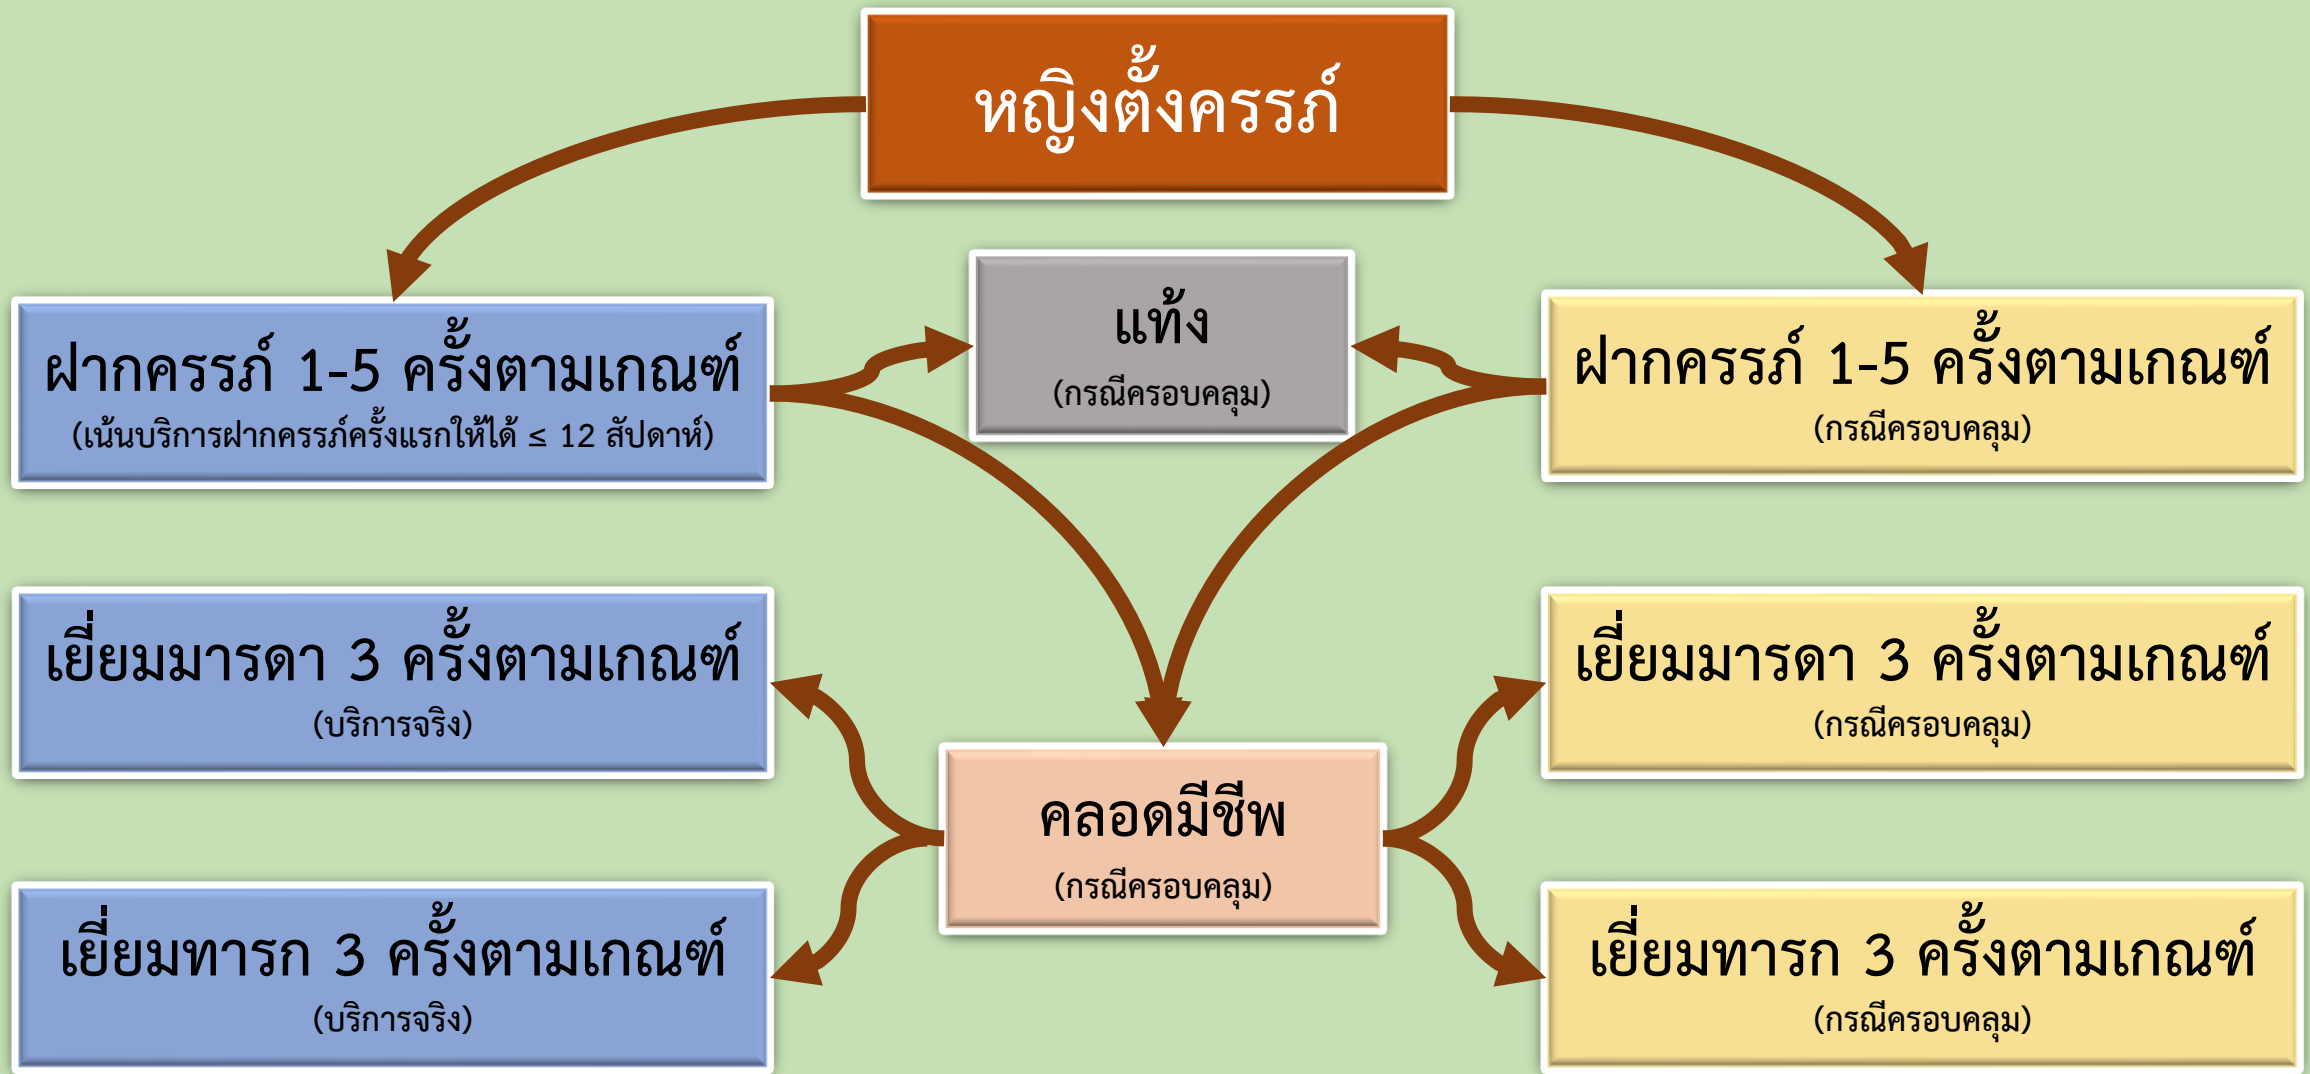 หญิงตั้งครรภ์
ฝากครรภ์ 1-5 ครั้งตามเกณฑ์
(เน้นบริการฝากครรภ์ครั้งแรกให้ได้ ≤ 12 สัปดาห์)
แท้ง
(กรณีครอบคลุม)
ฝากครรภ์ 1-5 ครั้งตามเกณฑ์
(กรณีครอบคลุม)
เยี่ยมมารดา 3 ครั้งตามเกณฑ์
(บริการจริง)
เยี่ยมมารดา 3 ครั้งตามเกณฑ์
(กรณีครอบคลุม)
คลอดมีชีพ
(กรณีครอบคลุม)
เยี่ยมทารก 3 ครั้งตามเกณฑ์
(บริการจริง)
เยี่ยมทารก 3 ครั้งตามเกณฑ์
(กรณีครอบคลุม)